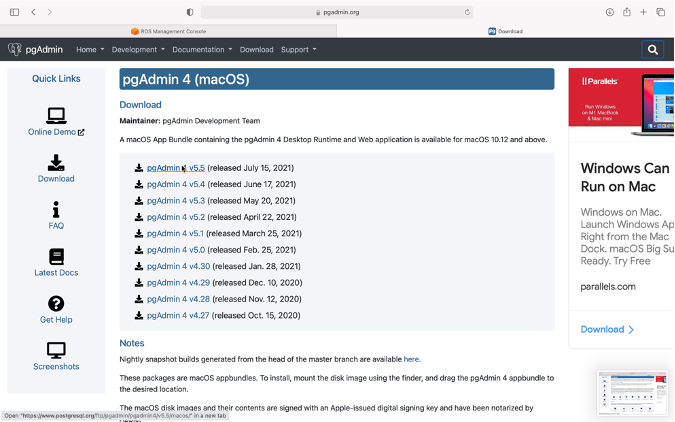 pgadmin.org
RDS Management Console
Download
pgAdmin
Home
Development
Documentation
Download
Support
Quick Links
Online Demo
Download
FAQ
Latest Docs
Get Help
Screenshots
pgAdmin 4 (macOS)
Download
Maintainer: pgAdmin Development Team
A macOS App Bundle containing the pgAdmin 4 Desktop Runtime and Web application is available for macOS 10.12 and above.
pgAdmin 4 v5.5 (released July 15, 2021)
pgAdmin 4 v5.4 (released June 17, 2021)
pgAdmin 4 v5.3 (released May 20, 2021)
pgAdmin 4 v5.2 (released April 22, 2021)
pgAdmin 4 v5.1 (released March 25, 2021)
pgAdmin 4 v5.0 (released Feb. 25, 2021)
pgAdmin 4 v4.30 (released Jan. 28, 2021)
pgAdmin 4 v4.29 (released Dec. 10, 2020)
pgAdmin 4 v4.28 (released Nov. 12, 2020)
pgAdmin 4 v4.27 (released Oct. 15, 2020)
Notes
Nightly snapshot builds generated from the head of the master branch are available here.
These packages are macOS appbundles. To install, mount the disk image using the finder, and drag the pgAdmin 4 appbundle to
the desired location.
The macOS disk images and their contents are signed with an Apple-issued digital signing key and have been notarized by
|| Parallels
Run Windows
on M1 MacBook
& Mac mini
Windows Can
Run on Mac
Windows on Mac.
Launch Windows Ap
Right from the Mac
Dock. macOS Big Su
Ready. Try Free
parallels.com
Download
Open "https://www.postgresql.org/ftp/pgadmin/pgadmin4/v5.5/macos/" in a new tab